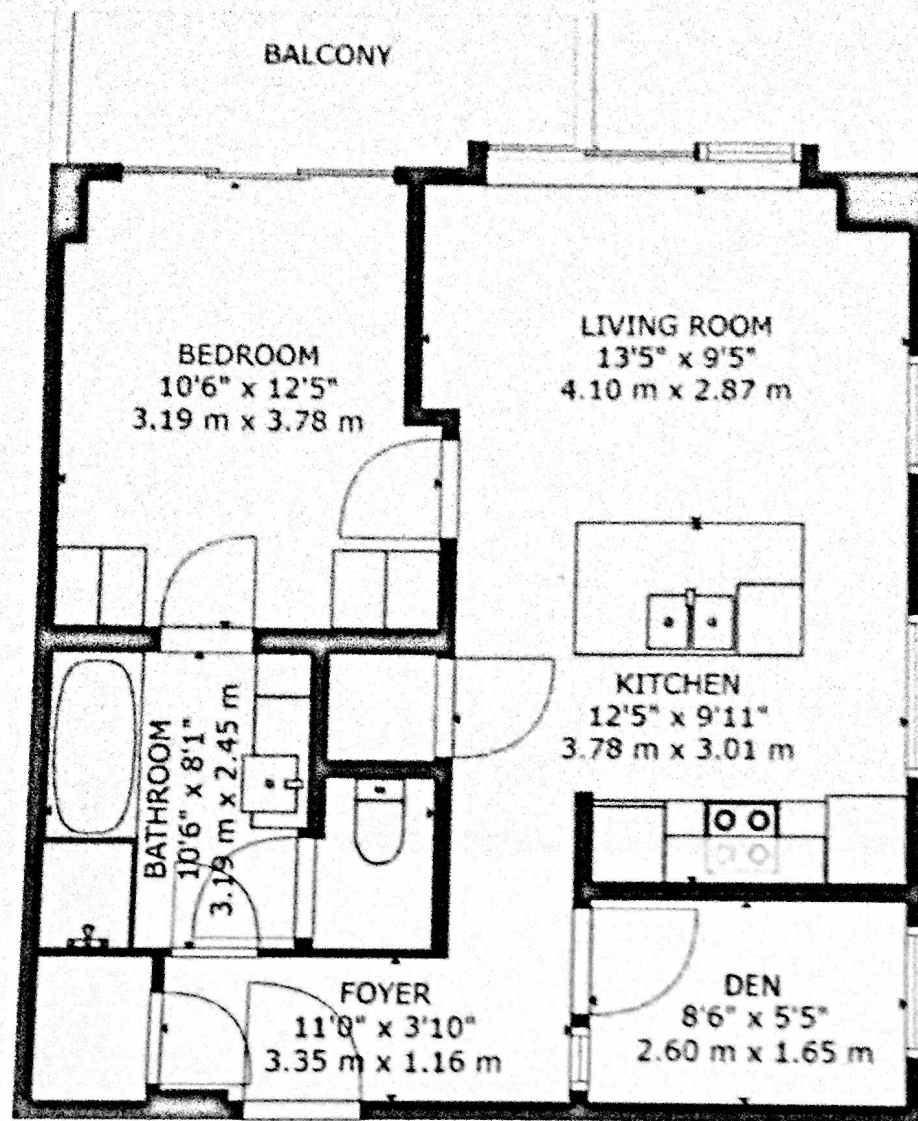 BALCONY
BEDROOM
10'6" x 12'5"
3.19 m x 3.78 m
LIVING ROOM
13'5" x 9'5"
4.10 m x 2.87 m
KITCHEN
12'5" x 9'11"
3.78 m x 3.01 m
BATHROOM
10'6" x 8'1"
3.19 m x 2.45 m
FOYER
11'0" x 3'10"
3.35 m x 1.16 m
DEN
8'6" x 5'5"
2.60 m x 1.65 m